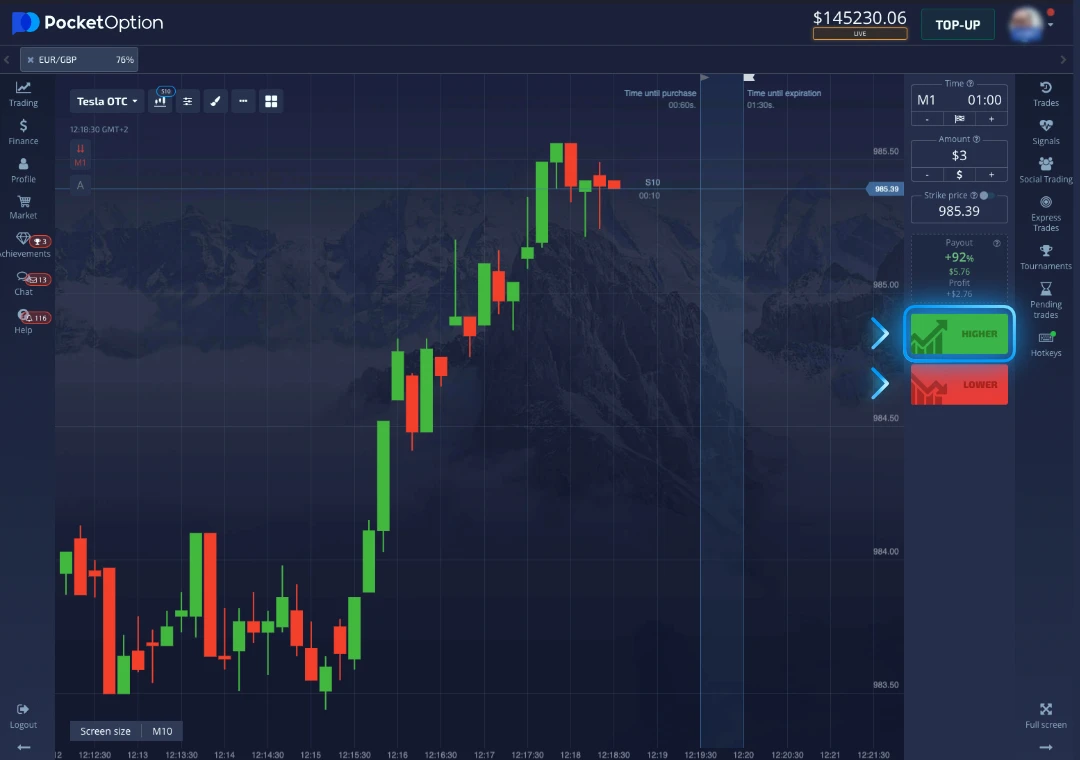 PocketOption
$145230.06
LIVE
TOP-UP
EUR/GBP 76%
Trading
Finance
Profile
Market
3
Achievements
13
Chat
116
Help
Logout
Tesla OTC
S10
12:18:30 GMT+2
M1
A
Time until purchase
00:60s.
Time until expiration
01:30s.
S10
00:10
985.50
985.39
985.00
984.50
984.00
983.50
Screen size M10
12 12:12:30 12:13 12:13:30 12:14 12:14:30 12:15 12:15:30 12:16 12:16:30 12:17 12:17:30 12:18 12:18:30 12:19 12:19:30 12:20 12:20:30 12:21 12:21:30
Time
M1 01:00
- +
Amount
$3
- $ +
Strike price
985.39
Payout
+92%
$5.76
Profit
+$2.76
HIGHER
LOWER
Trades
Signals
Social Trading
Express
Trades
Tournaments
Pending
trades
Hotkeys
Full screen